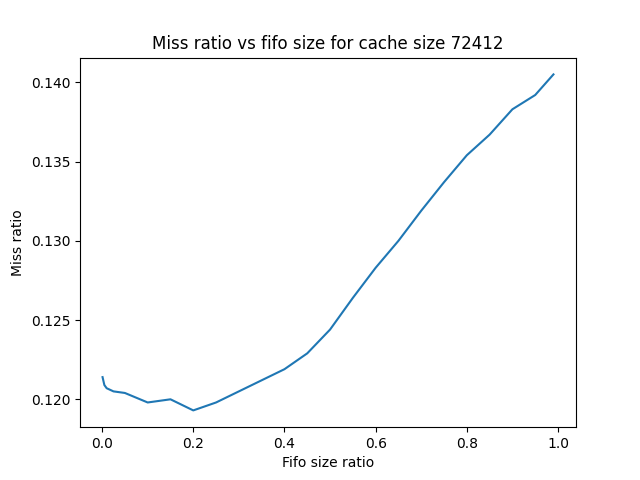 Miss ratio vs fifo size for cache size 72412
0.140
0.135
0.130
0.125
0.120
Miss ratio
0.0 0.2 0.4 0.6 0.8 1.0
Fifo size ratio